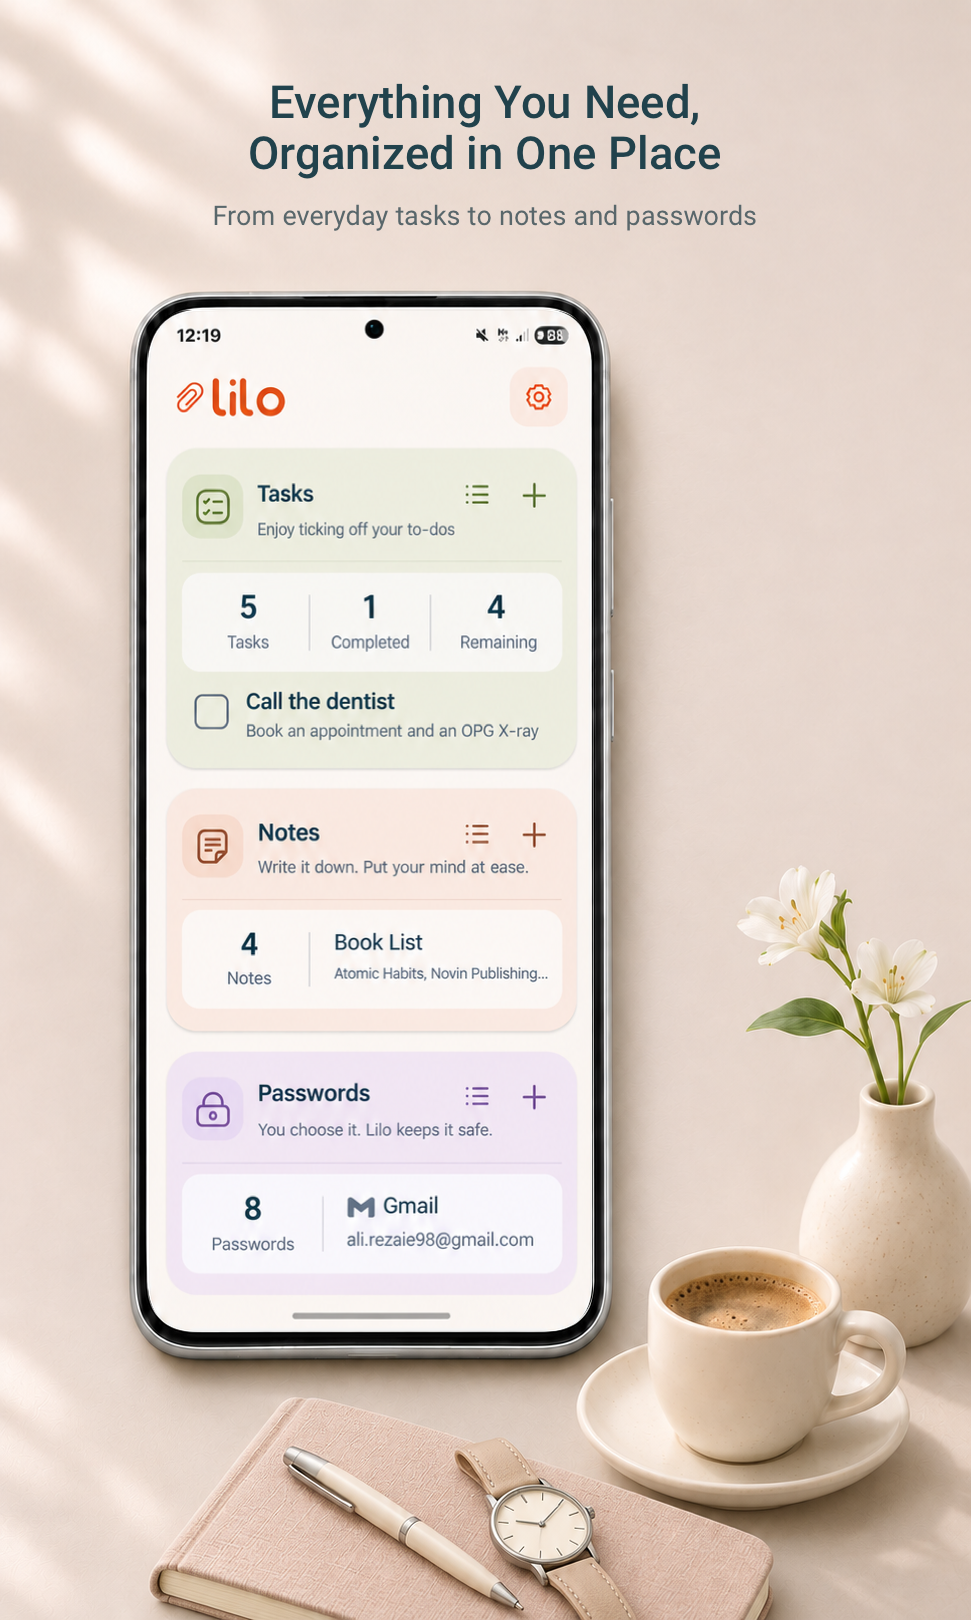 Everything You Need,
Organized in One Place
From everyday tasks to notes and passwords
12:19
88
lilo
Tasks
Enjoy ticking off your to-dos
5
Tasks
1
Completed
4
Remaining
Call the dentist
Book an appointment and an OPG X-ray
Notes
Write it down. Put your mind at ease.
4
Notes
Book List
Atomic Habits, Novin Publishing...
Passwords
You choose it. Lilo keeps it safe.
8
Passwords
Gmail
ali.rezaie98@gmail.com